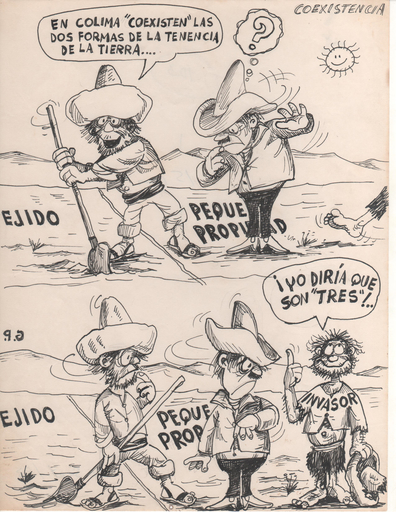 COEXISTENCIA
EN COLIMA "COEXISTEN" LAS
DOS FORMAS DE LA TENENCIA
DE LA TIERRA....
?
EJIDO
PEQUE
PROPIEDAD
¡YO DIRÍA QUE
SON "TRES"!..
EJIDO
PEQUE
PROP
INVASOR